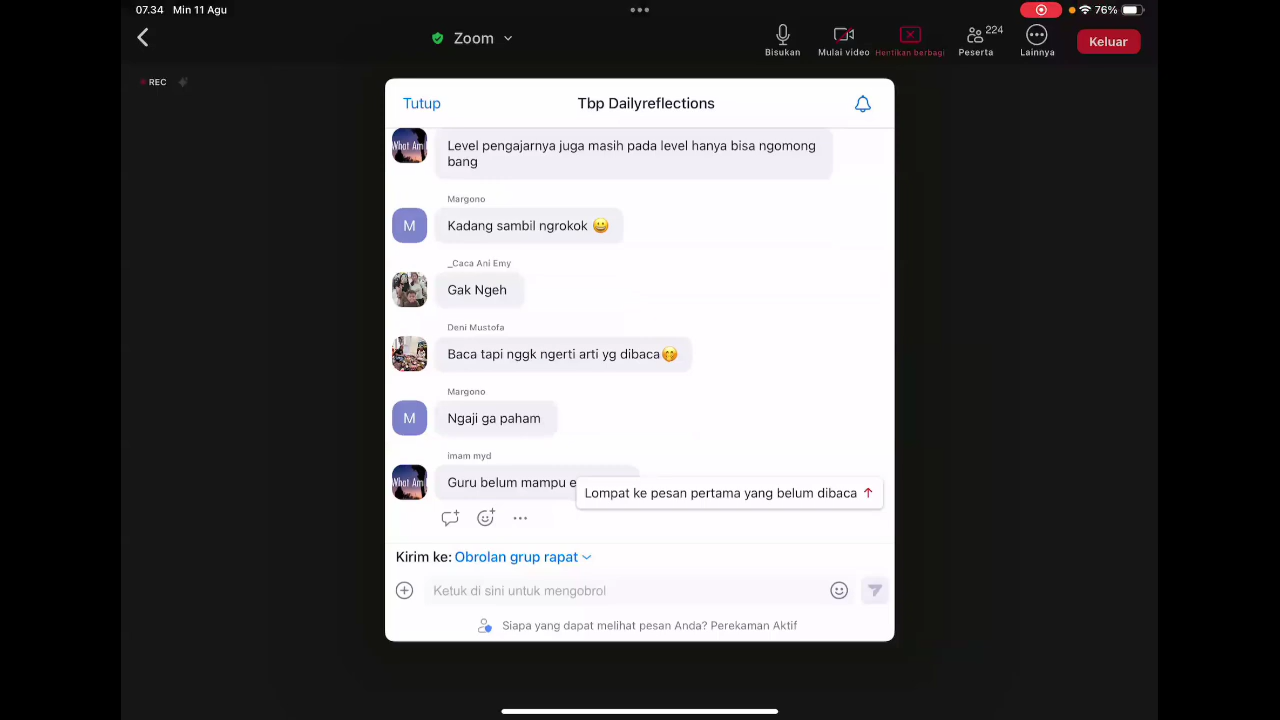 07.34 Min 11 Agu
76%
Zoom
Bisukan
Mulai video
Hentikan berbagi
224
Peserta
Lainnya
Keluar
REC
Tutup
Tbp Dailyreflections
What Am I
Level pengajarnya juga masih pada level hanya bisa ngomong
bang
Margono
M
Kadang sambil ngrokok 😀
_Caca Ani Emy
Gak Ngeh
Deni Mustofa
Baca tapi nggk ngerti arti yg dibaca🤭
Margono
M
Ngaji ga paham
imam myd
What Am I
Guru belum mampu e
Lompat ke pesan pertama yang belum dibaca ↑
Kirim ke: Obrolan grup rapat
Ketuk di sini untuk mengobrol
Siapa yang dapat melihat pesan Anda? Perekaman Aktif